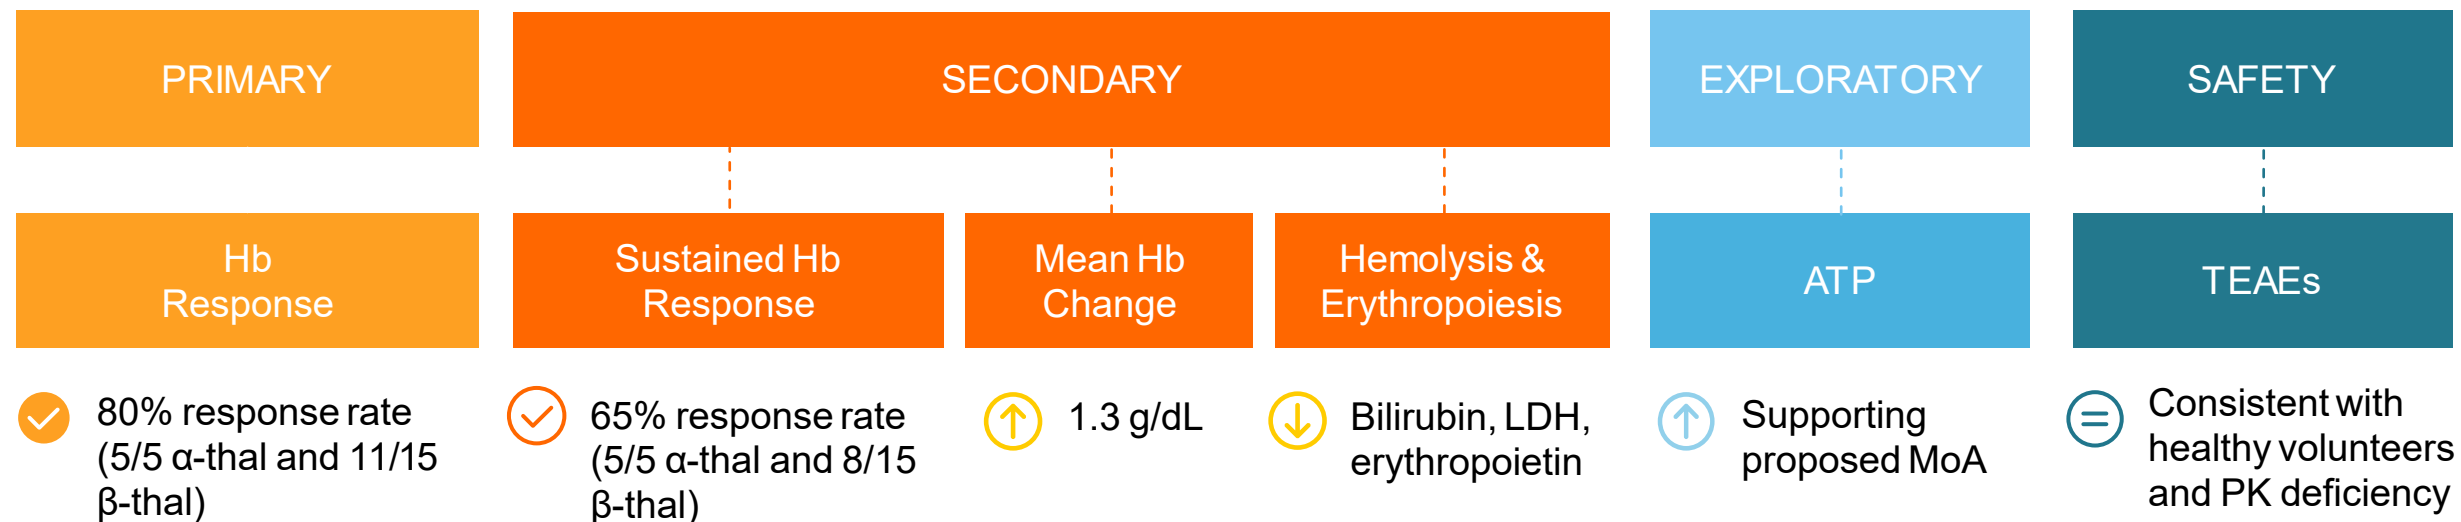 PRIMARY
SECONDARY
EXPLORATORY
SAFETY
Hb
Response
Sustained Hb
Response
Mean Hb
Change
Hemolysis &
Erythropoiesis
ATP
TEAEs
80% response rate
(5/5 α-thal and 11/15
β-thal)
65% response rate
(5/5 α-thal and 8/15
β-thal)
1.3 g/dL
Bilirubin, LDH,
erythropoietin
Supporting
proposed MoA
Consistent with
healthy volunteers
and PK deficiency